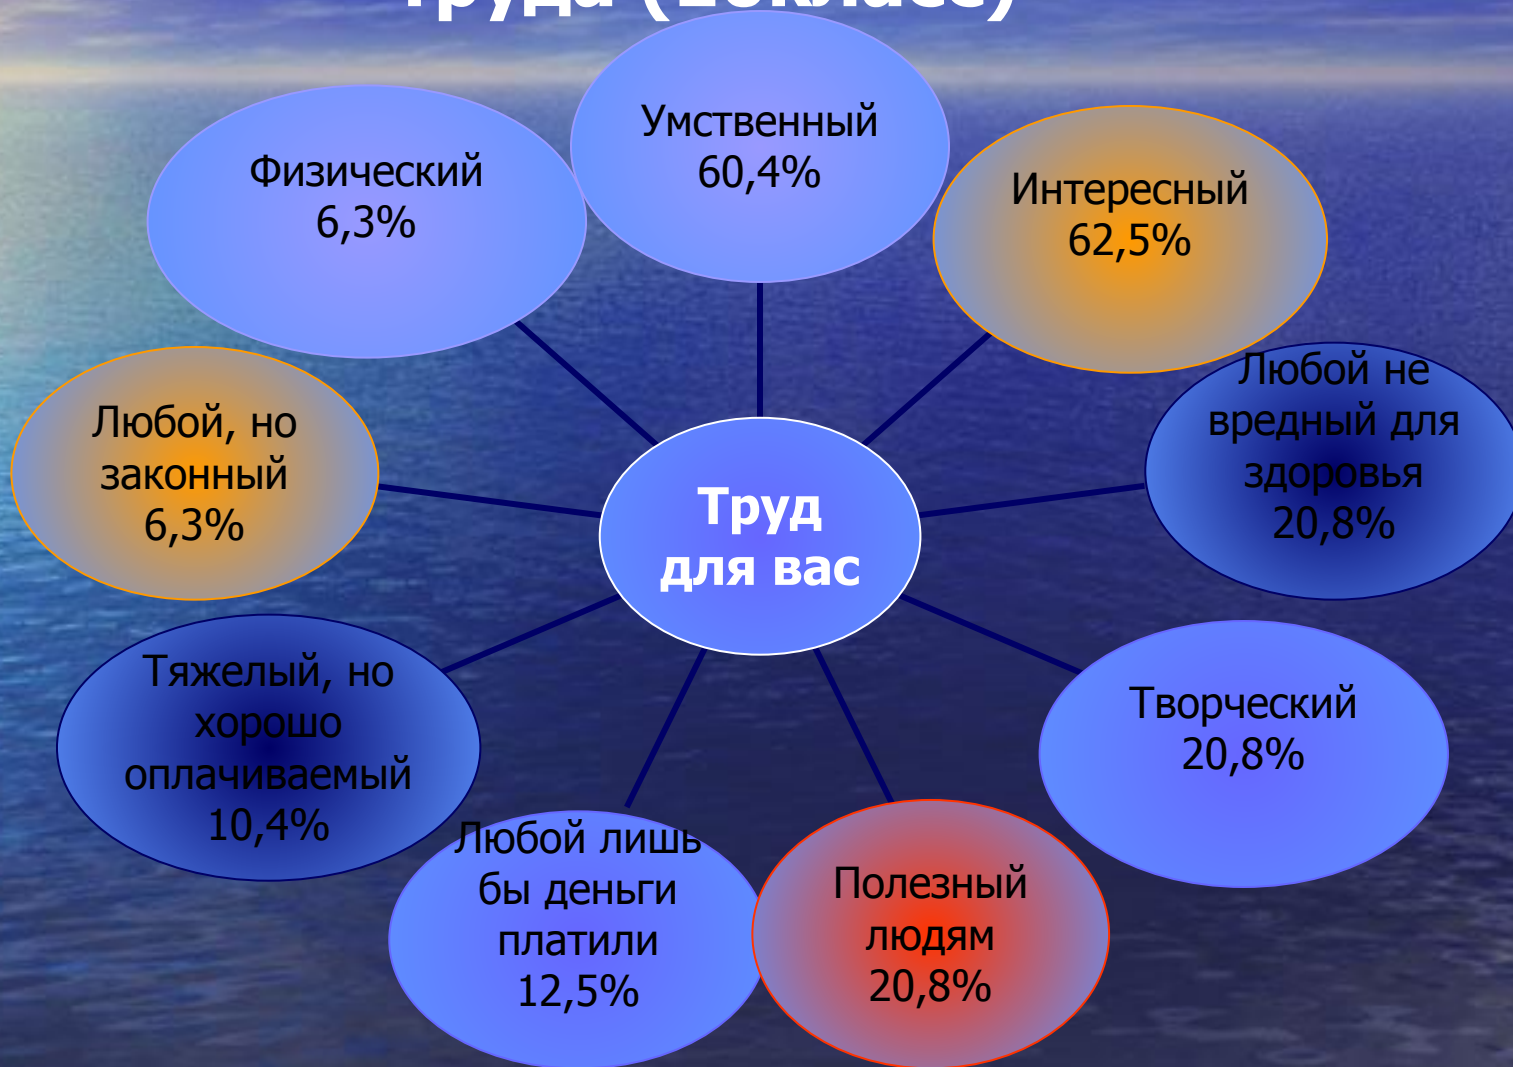 труда (10класс)
Умственный
60,4%
Физический
6,3%
Интересный
62,5%
Любой не
вредный для
здоровья
20,8%
Любой, но
законный
6,3%
Труд
для вас
Тяжелый, но
хорошо
оплачиваемый
10,4%
Творческий
20,8%
Любой лишь
бы деньги
платили
12,5%
Полезный
людям
20,8%